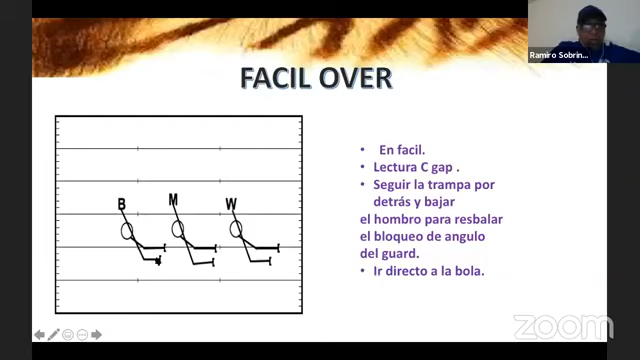 Ramiro Sobrin...
FACIL OVER
B M W
• En facil.
• Lectura C gap .
• Seguir la trampa por
detrás y bajar
el hombro para resbalar
el bloqueo de angulo
del guard.
• Ir directo a la bola.
zoom